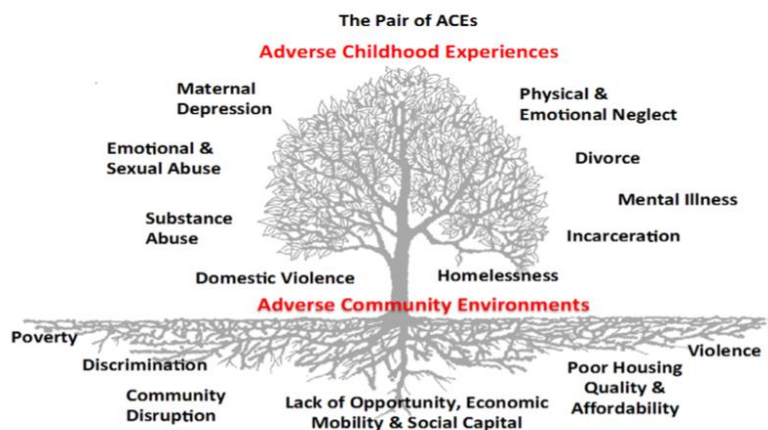 The Pair of ACEs
Adverse Childhood Experiences
Maternal
Depression
Physical &
Emotional Neglect
Emotional &
Sexual Abuse
Divorce
Mental Illness
Substance
Abuse
Incarceration
Domestic Violence
Homelessness
Adverse Community Environments
Poverty
Discrimination
Violence
Community
Disruption
Lack of Opportunity, Economic
Mobility & Social Capital
Poor Housing
Quality &
Affordability